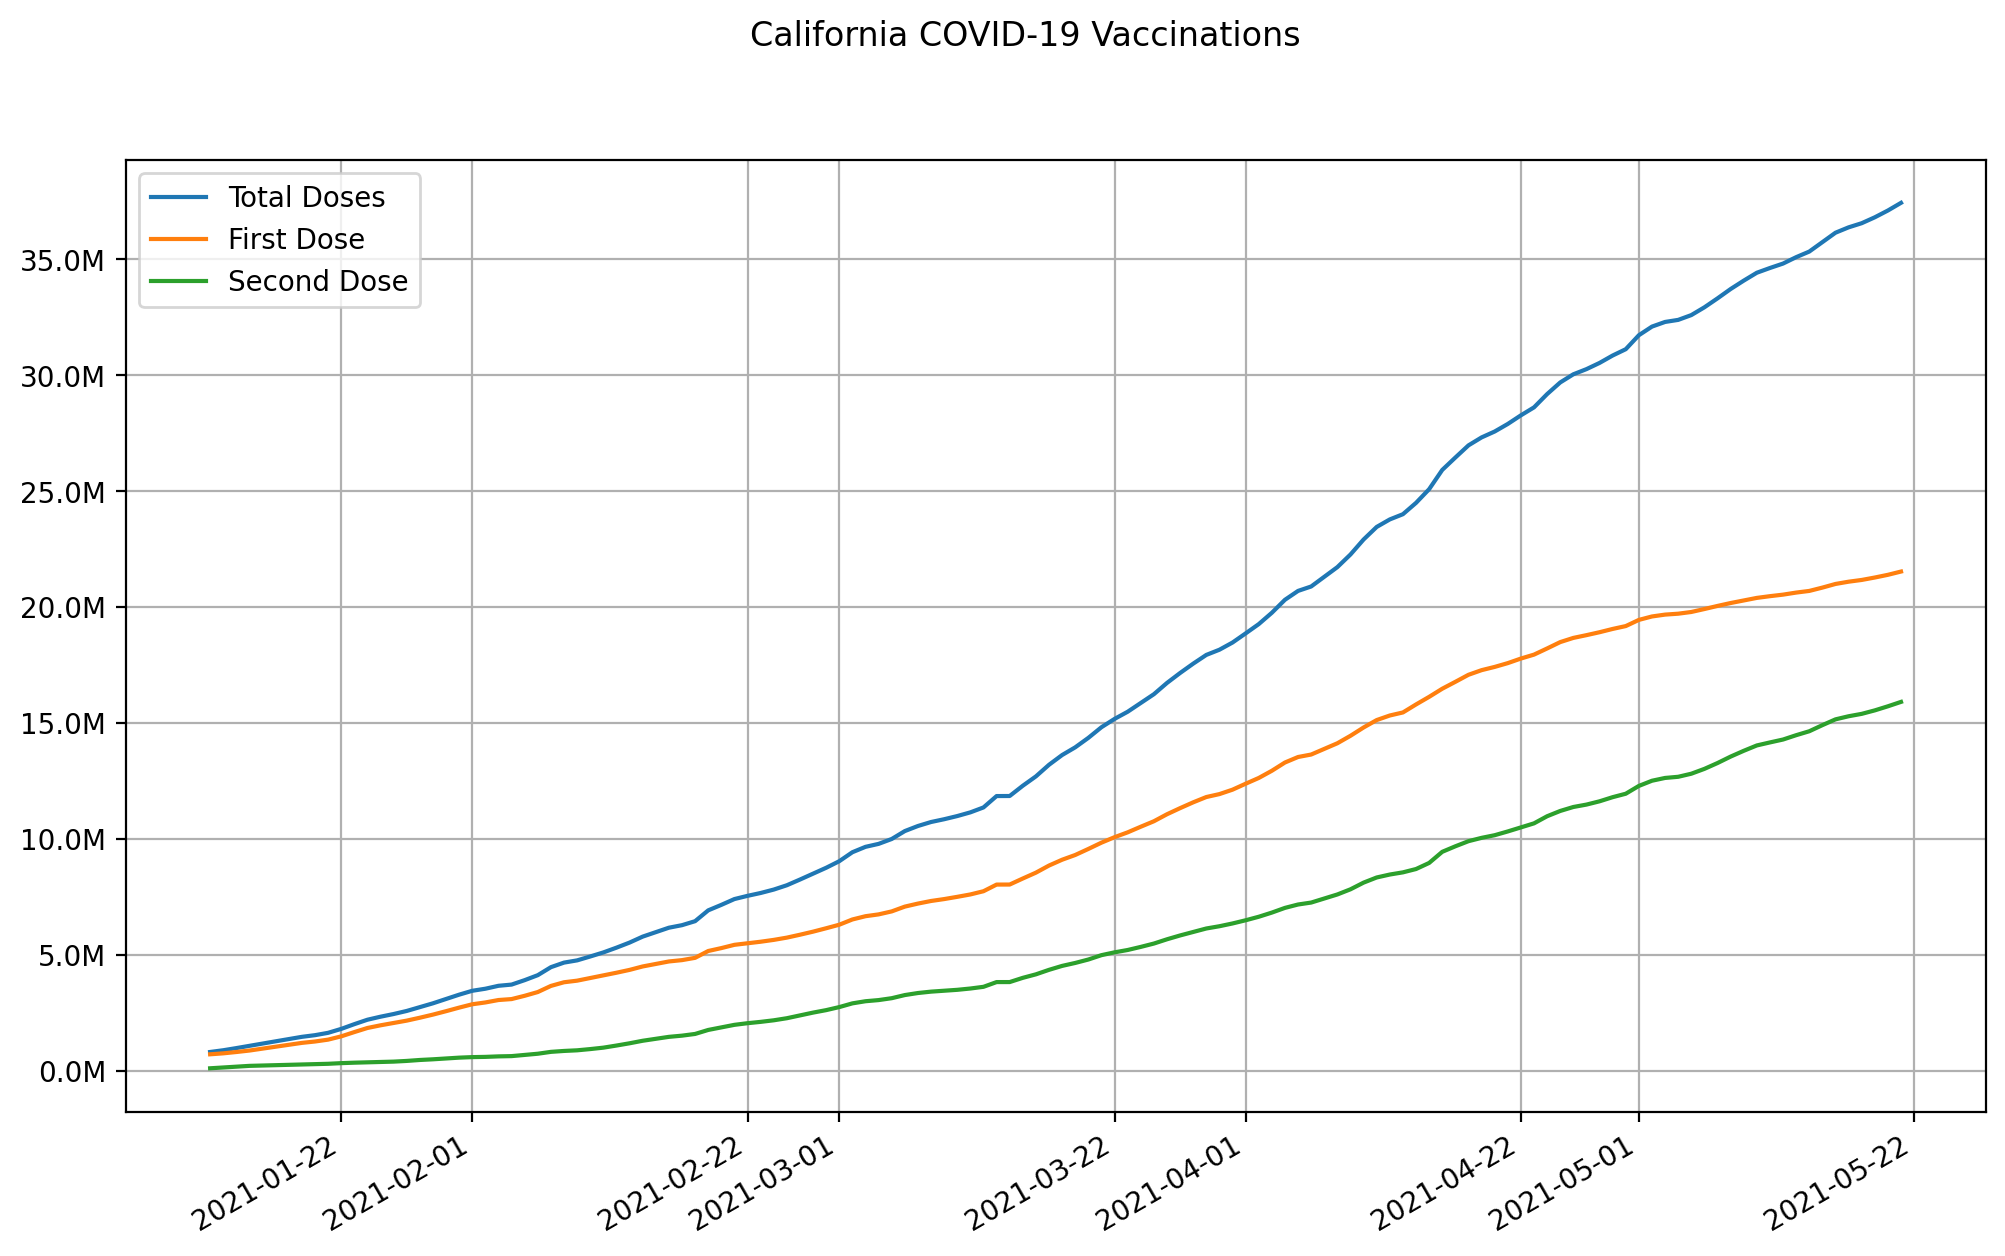 California COVID-19 Vaccinations
Total Doses
First Dose
Second Dose
35.0M
30.0M
25.0M
20.0M
15.0M
10.0M
5.0M
0.0M
2021-01-22
2021-02-01
2021-02-22
2021-03-01
2021-03-22
2021-04-01
2021-04-22
2021-05-01
2021-05-22